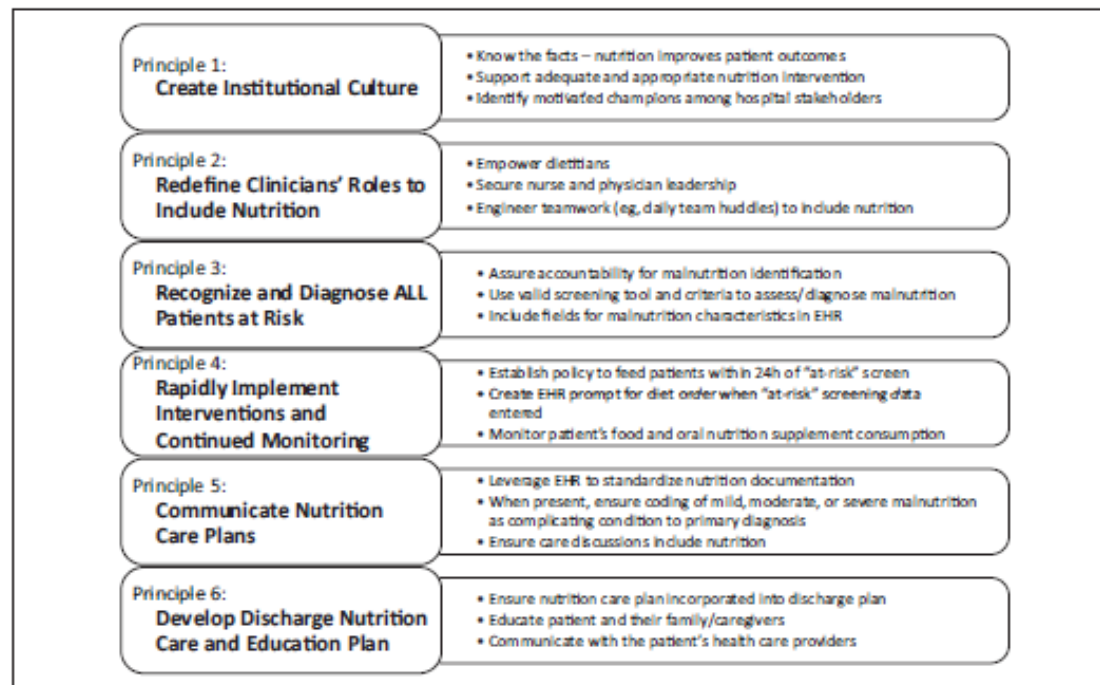 Principle 1:
Create Institutional Culture
• Know the facts – nutrition improves patient outcomes
• Support adequate and appropriate nutrition intervention
• Identify motivated champions among hospital stakeholders
Principle 2:
Redefine Clinicians' Roles to
Include Nutrition
• Empower dietitians
• Secure nurse and physician leadership
• Engineer teamwork (eg, daily team huddles) to include nutrition
Principle 3:
Recognize and Diagnose ALL
Patients at Risk
• Assure accountability for malnutrition identification
• Use valid screening tool and criteria to assess/diagnose malnutrition
• Include fields for malnutrition characteristics in EHR
Principle 4:
Rapidly Implement
Interventions and
Continued Monitoring
• Establish policy to feed patients within 24h of "at-risk" screen
• Create EHR prompt for diet order when "at-risk" screening data
entered
• Monitor patient's food and oral nutrition supplement consumption
Principle 5:
Communicate Nutrition
Care Plans
• Leverage EHR to standardize nutrition documentation
• When present, ensure coding of mild, moderate, or severe malnutrition
as complicating condition to primary diagnosis
• Ensure care discussions include nutrition
Principle 6:
Develop Discharge Nutrition
Care and Education Plan
• Ensure nutrition care plan incorporated into discharge plan
• Educate patient and their family/caregivers
• Communicate with the patient's health care providers